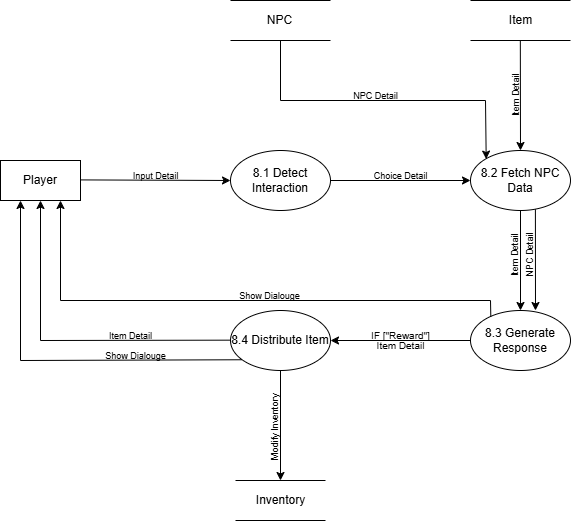 NPC
Item
NPC Detail
Item Detail
Player
Input Detail
8.1 Detect
Interaction
Choice Detail
8.2 Fetch NPC
Data
Item Detail
NPC Detail
Show Dialouge
Item Detail
Show Dialouge
8.4 Distribute Item
IF ["Reward"]
Item Detail
8.3 Generate
Response
Modify Inventory
Inventory